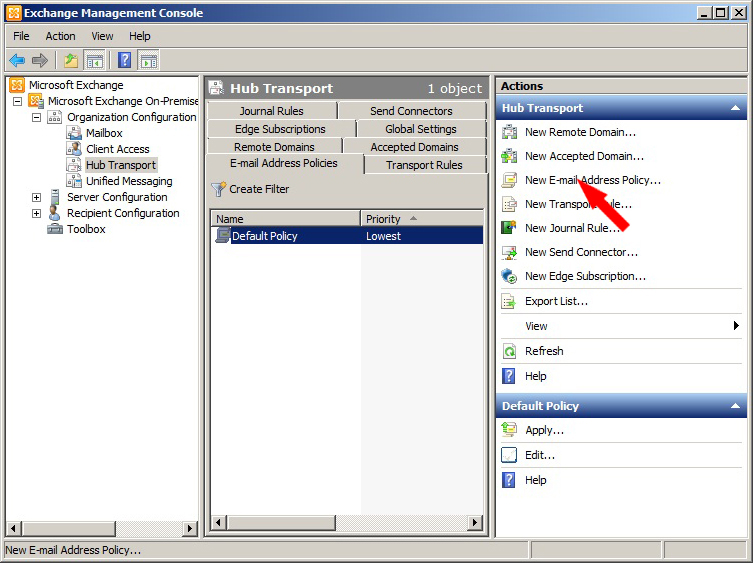 Exchange Management Console
File Action View Help
Microsoft Exchange
Microsoft Exchange On-Premise
Organization Configuration
Mailbox
Client Access
Hub Transport
Unified Messaging
Server Configuration
Recipient Configuration
Toolbox
Hub Transport 1 object
Journal Rules Send Connectors
Edge Subscriptions Global Settings
Remote Domains Accepted Domains
E-mail Address Policies Transport Rules
Create Filter
Name Priority
Default Policy Lowest
Actions
Hub Transport
New Remote Domain...
New Accepted Domain...
New E-mail Address Policy...
New Transport Rule...
New Journal Rule...
New Send Connector...
New Edge Subscription...
Export List...
View
Refresh
Help
Default Policy
Apply...
Edit...
Help
New E-mail Address Policy...